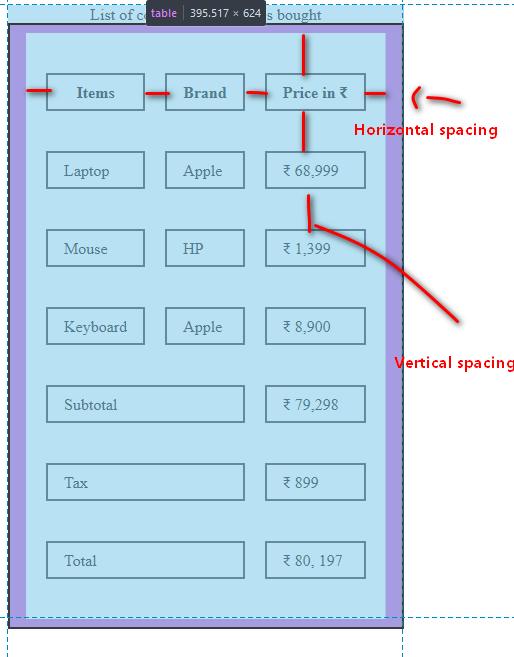 List of co
s bought
table 395.517 × 624
Items Brand Price in ₹
Horizontal spacing
Laptop Apple ₹ 68,999
Mouse HP ₹ 1,399
Keyboard Apple ₹ 8,900
Vertical spacing
Subtotal ₹ 79,298
Tax ₹ 899
Total ₹ 80, 197